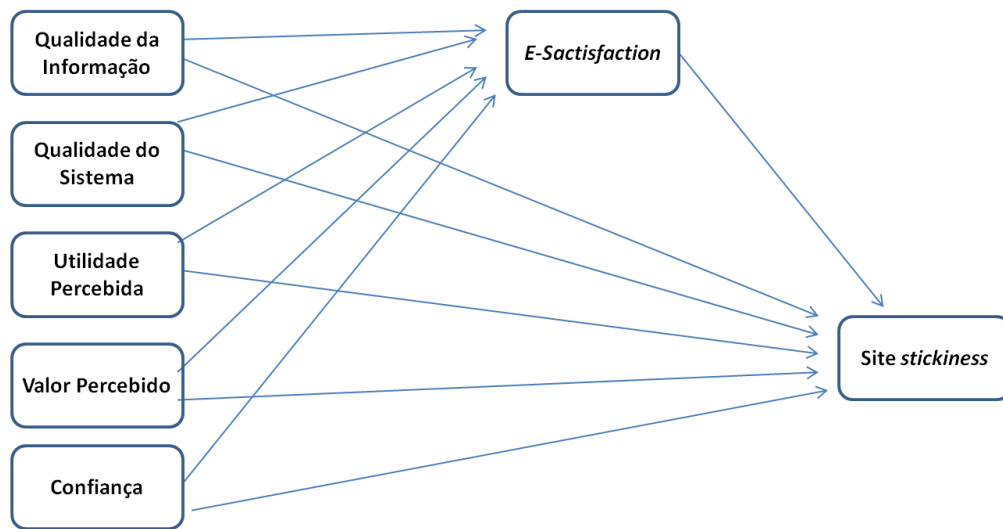 Qualidade da
Informação
E-Sactisfaction
Qualidade do
Sistema
Utilidade
Percebida
Valor Percebido
Site stickiness
Confiança